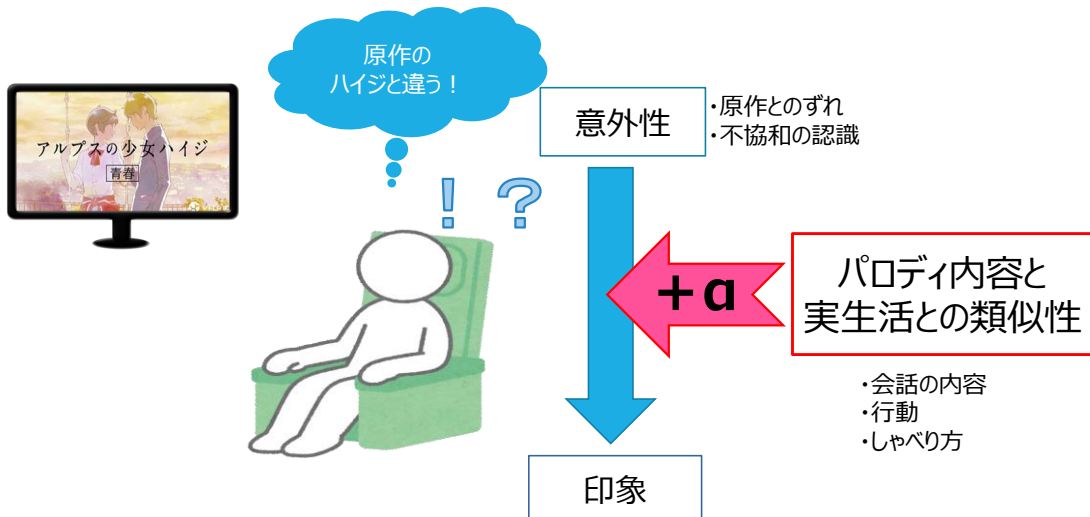 原作の
ハイジと違う！
アルプスの少女ハイジ
青春
! ?
意外性
・原作とのずれ
・不協和の認識
+α
パロディ内容と
実生活との類似性
・会話の内容
・行動
・しゃべり方
印象